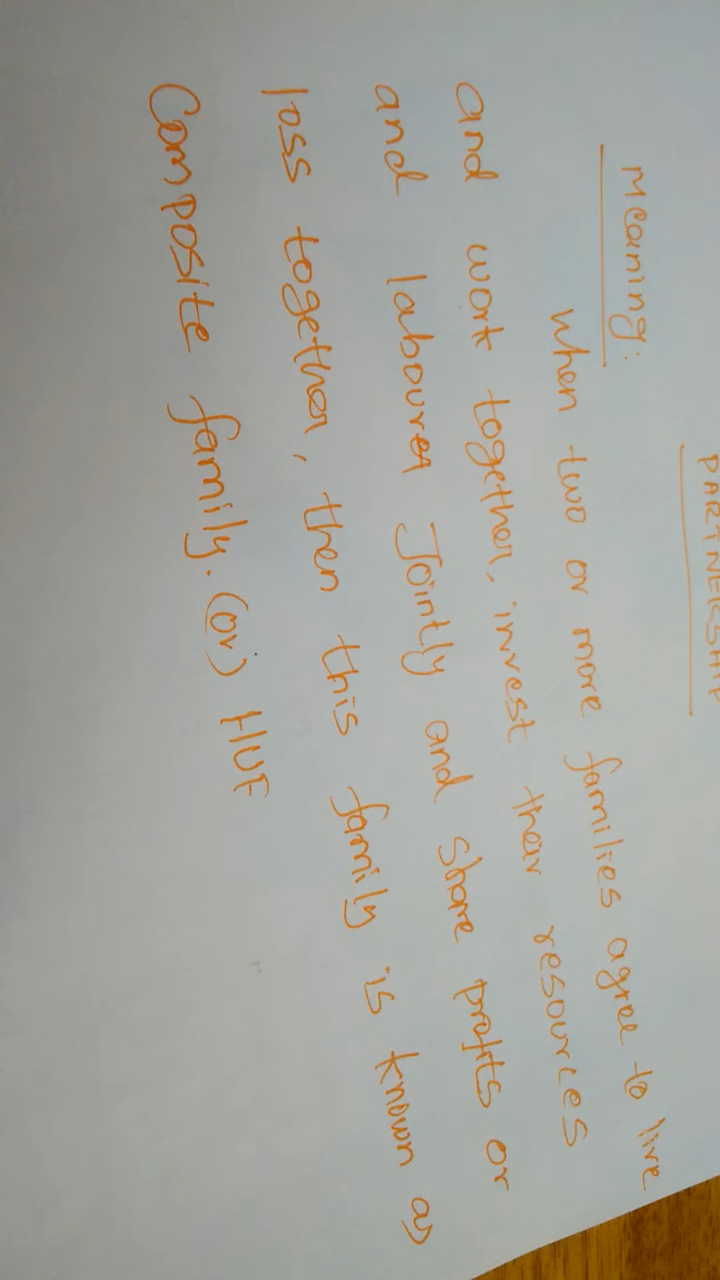 PARTNERSHIP
Meaning:
When two or more families agree to live
and work together, invest their resources
and labourer Jointly and share profits or
loss together, then this family is known as
Composite family. (or) HUF